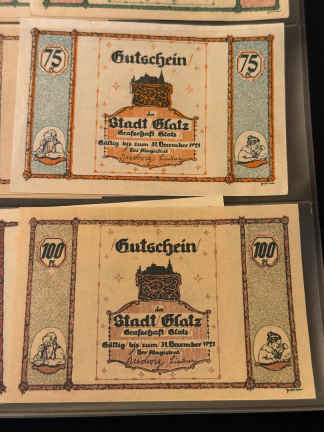 75
75
Gutschein
der
Stadt Glatz
Grafschaft Glatz
Gültig bis zum 31. Dezember 1921
Der Magistrat
100
100
Gutschein
der
Stadt Glatz
Grafschaft Glatz
Gültig bis zum 31. Dezember 1921
Der Magistrat